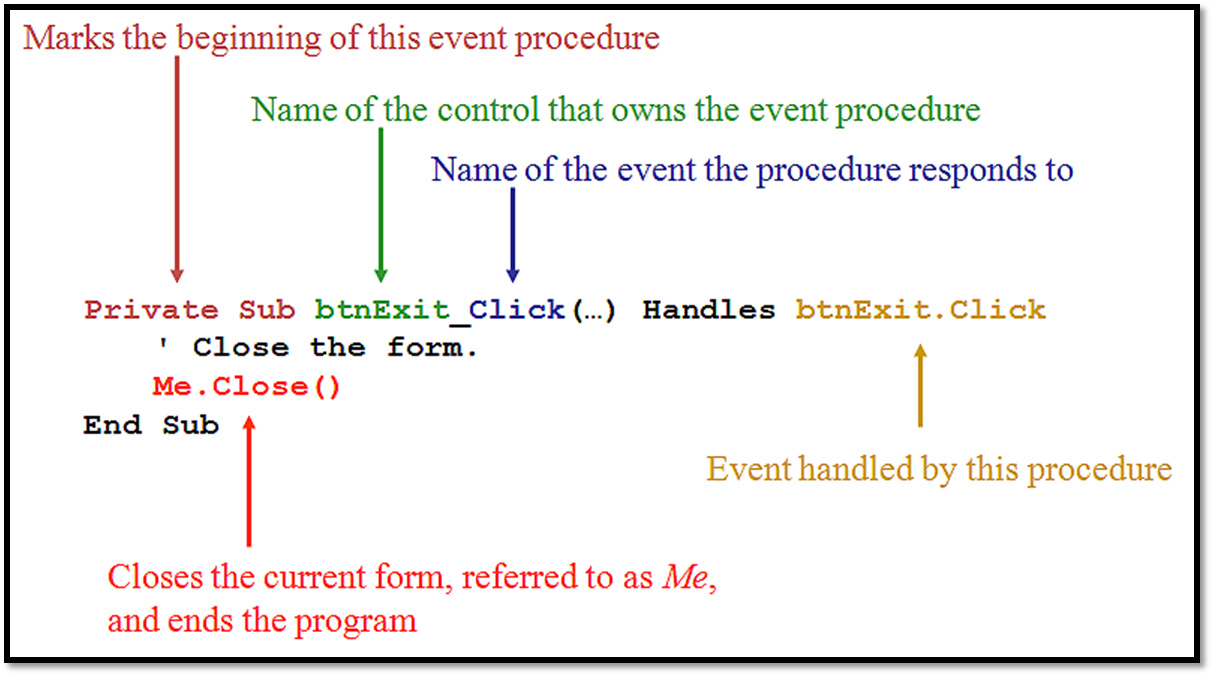 Marks the beginning of this event procedure
Name of the control that owns the event procedure
Name of the event the procedure responds to
Private Sub btnExit_Click(…) Handles btnExit.Click
' Close the form.
Me.Close()
End Sub
Event handled by this procedure
Closes the current form, referred to as Me,
and ends the program